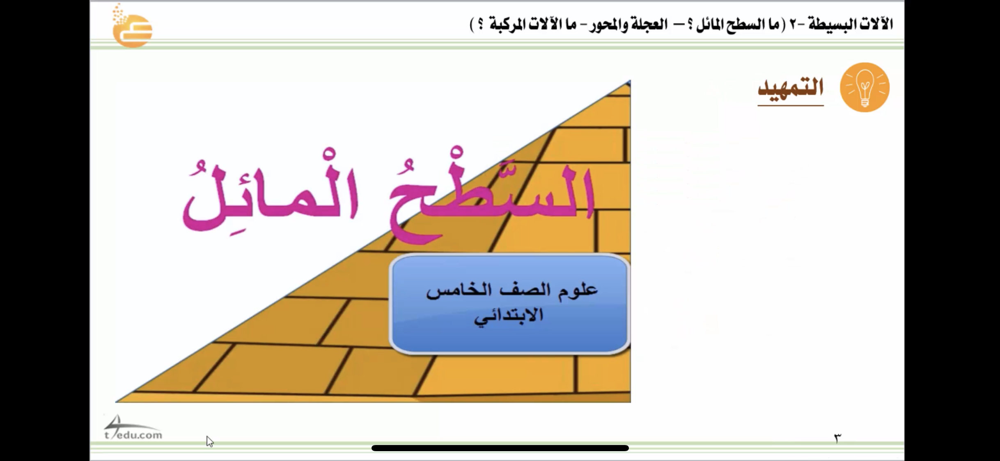 الآلات البسيطة -٢ (ما السطح المائل ؟ – العجلة والمحور - ما الآلات المركبة ؟ )
التمهيد
السَّطْحُ الْمائِلُ
علوم الصف الخامس
الابتدائي
t4edu.com
٣